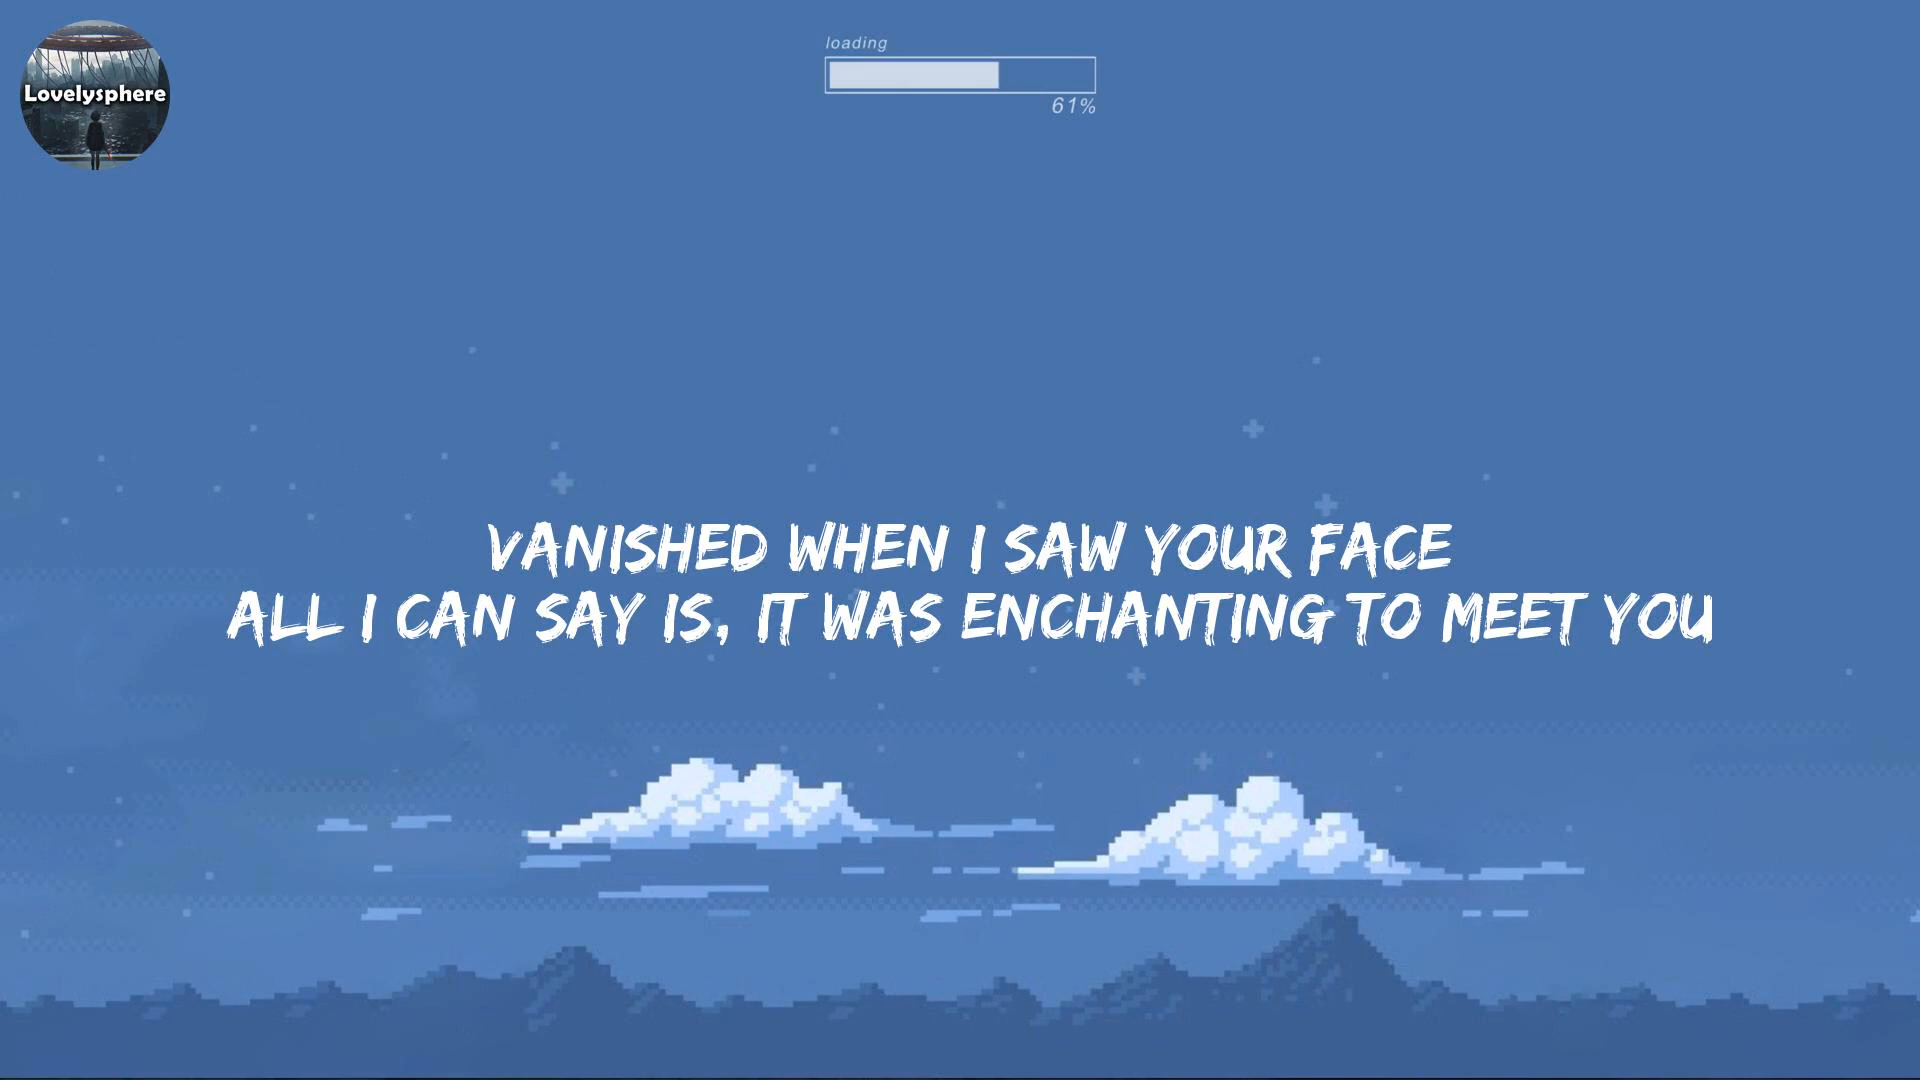 Lovelysphere
loading
61%
VANISHED WHEN I SAW YOUR FACE
ALL I CAN SAY IS, IT WAS ENCHANTING TO MEET YOU